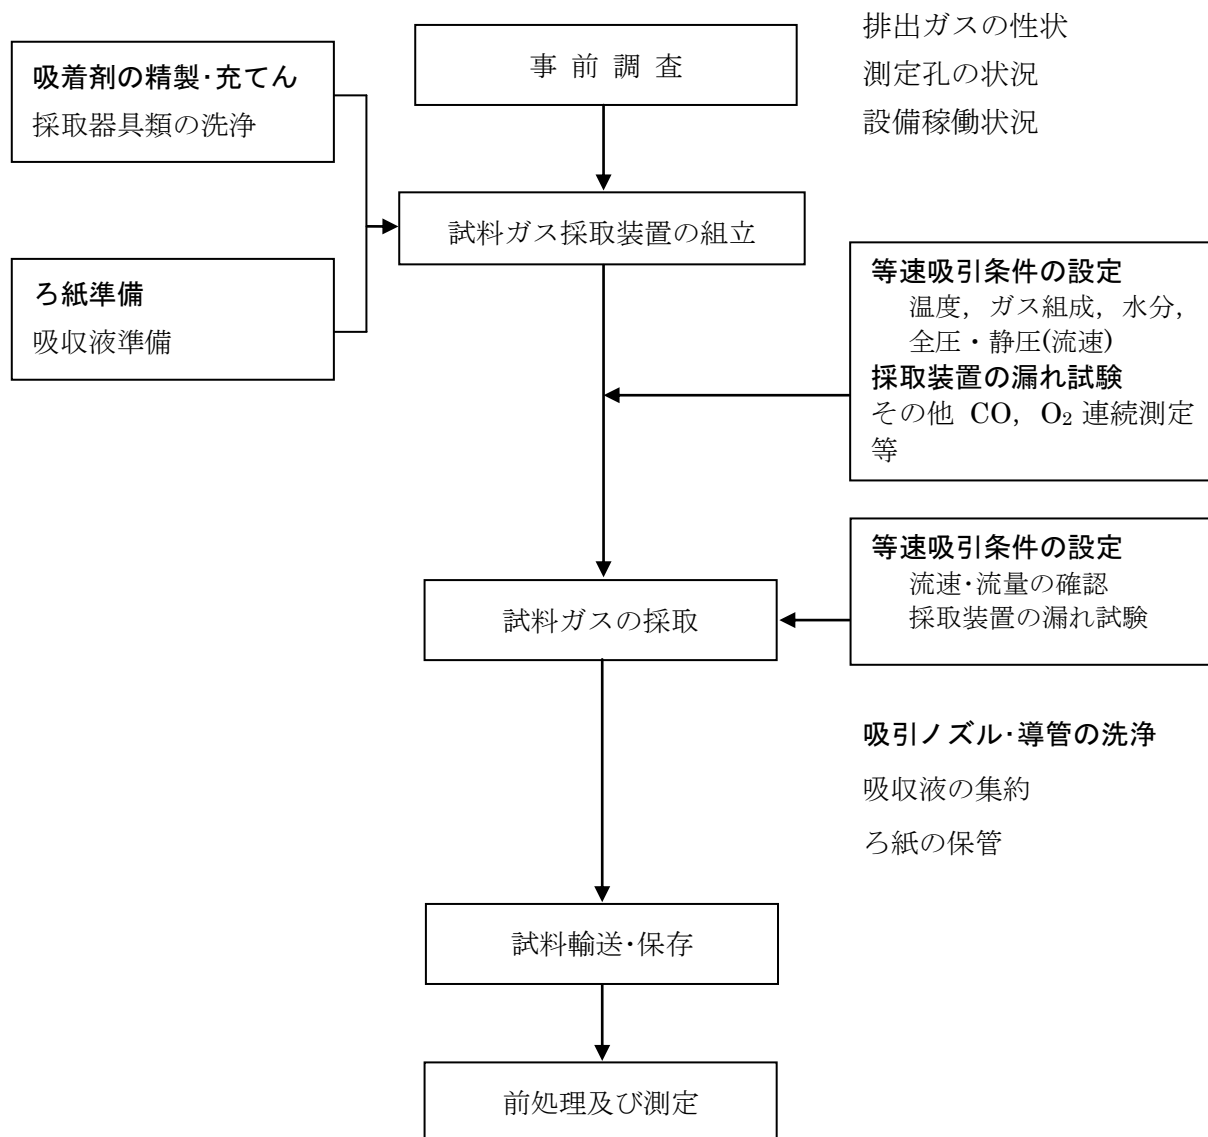 排出ガスの性状
事 前 調 査
測定孔の状況
設備稼働状況
吸着剤の精製･充てん
採取器具類の洗浄
試料ガス採取装置の組立
ろ紙準備
吸収液準備
等速吸引条件の設定
温度，ガス組成，水分，
全圧・静圧(流速)
採取装置の漏れ試験
その他 CO，O₂ 連続測定
等
等速吸引条件の設定
流速･流量の確認
採取装置の漏れ試験
試料ガスの採取
吸引ノズル･導管の洗浄
吸収液の集約
ろ紙の保管
試料輸送･保存
前処理及び測定